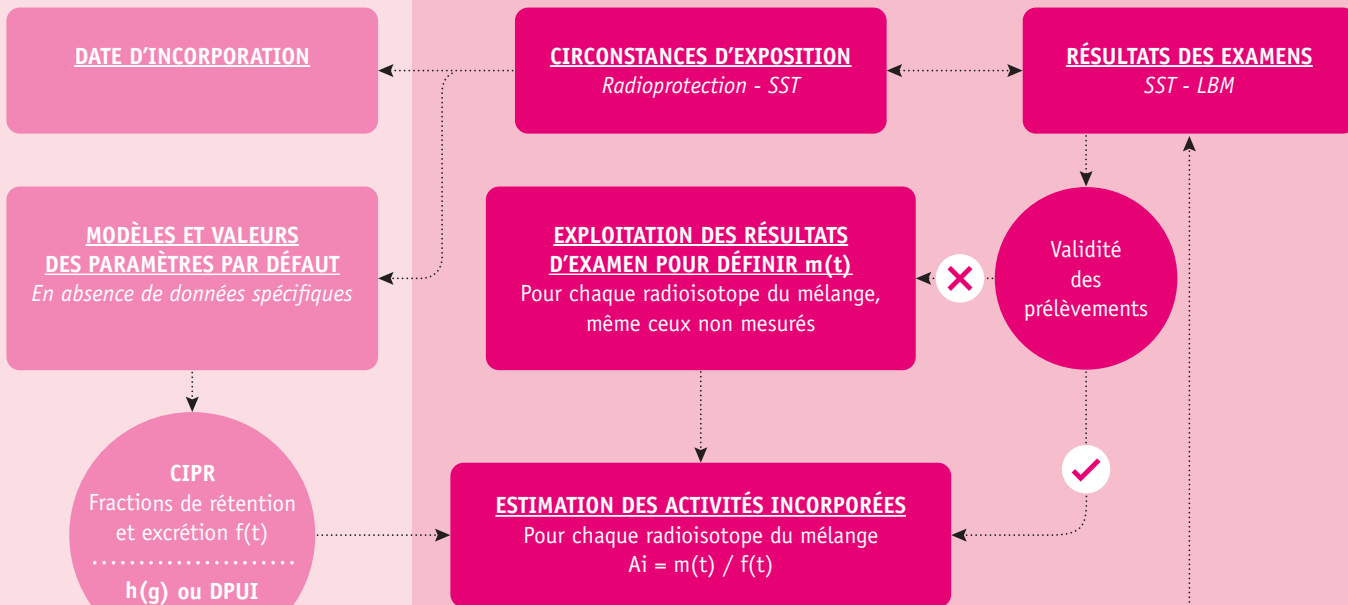 DATE D'INCORPORATION
CIRCONSTANCES D'EXPOSITION
Radioprotection - SST
RÉSULTATS DES EXAMENS
SST - LBM
MODÈLES ET VALEURS
DES PARAMÈTRES PAR DÉFAUT
En absence de données spécifiques
EXPLOITATION DES RÉSULTATS
D'EXAMEN POUR DÉFINIR m(t)
Pour chaque radioisotope du mélange,
même ceux non mesurés
Validité
des
prélèvements
CIPR
Fractions de rétention
et excrétion f(t)
h(g) ou DPUI
ESTIMATION DES ACTIVITÉS INCORPORÉES
Pour chaque radioisotope du mélange
Ai = m(t) / f(t)